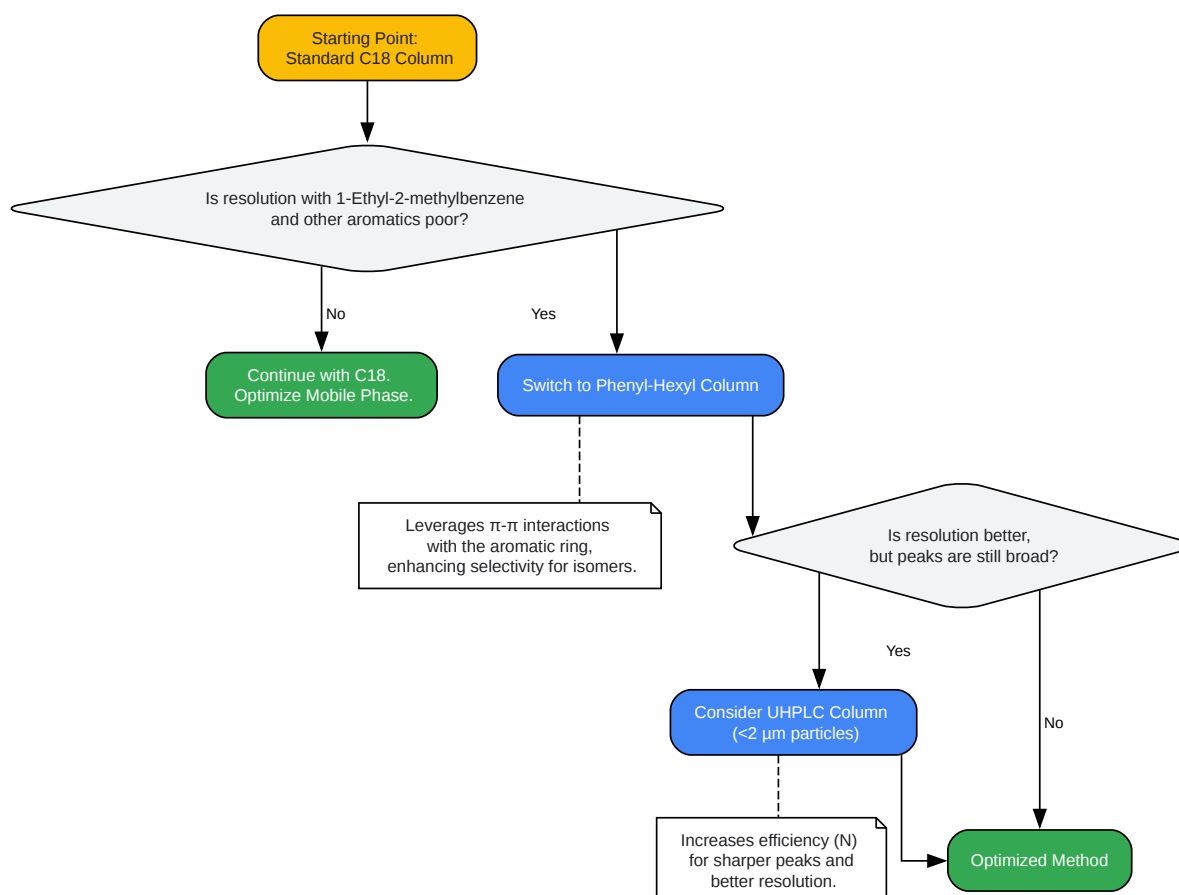 Starting Point:
Standard C18 Column
Is resolution with 1-Ethyl-2-methylbenzene
and other aromatics poor?
No
Yes
Continue with C18.
Optimize Mobile Phase.
Switch to Phenyl-Hexyl Column
Leverages π-π interactions
with the aromatic ring,
enhancing selectivity for isomers.
Is resolution better,
but peaks are still broad?
Yes
No
Consider UHPLC Column
(<2 µm particles)
Increases efficiency (N)
for sharper peaks and
better resolution.
Optimized Method